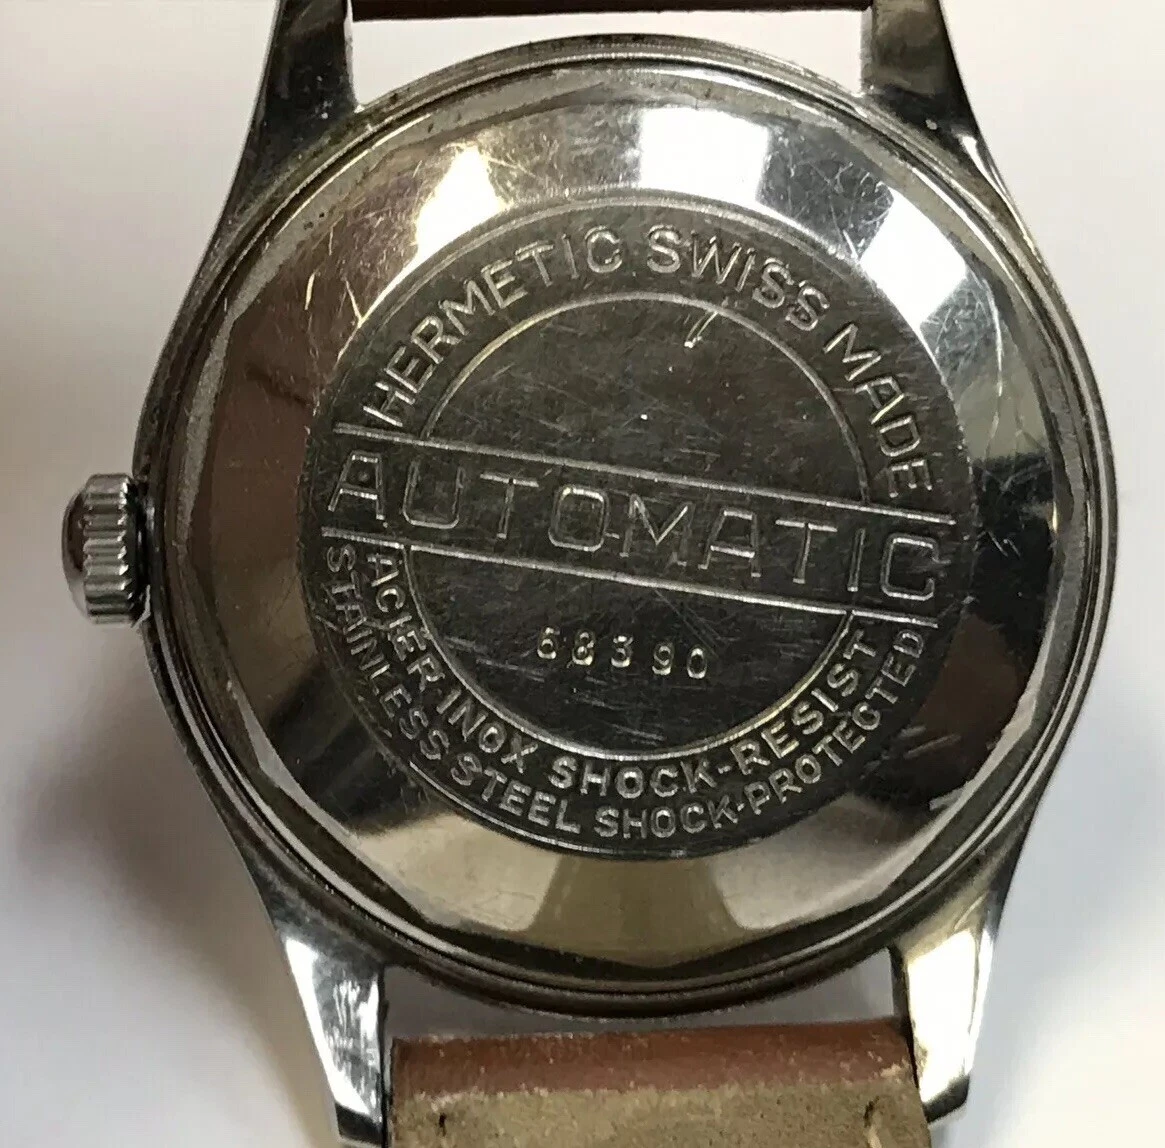 HERMETIC SWISS MADE
AUTOMATIC
68390
ACIER INOX SHOCK-RESIST
STAINLESS STEEL SHOCK-PROTECTED